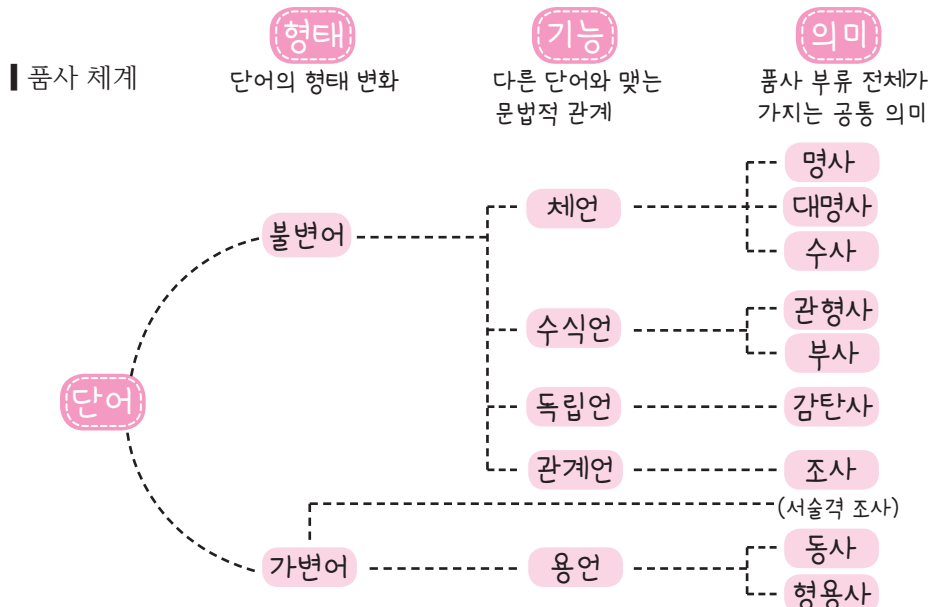 형태
기능
의미
품사 체계
단어의 형태 변화
다른 단어와 맺는
문법적 관계
품사 부류 전체가
가지는 공통 의미
명사
체언
대명사
불변어
수사
관형사
수식언
부사
단어
독립언
감탄사
관계언
조사
(서술격 조사)
동사
가변어
용언
형용사